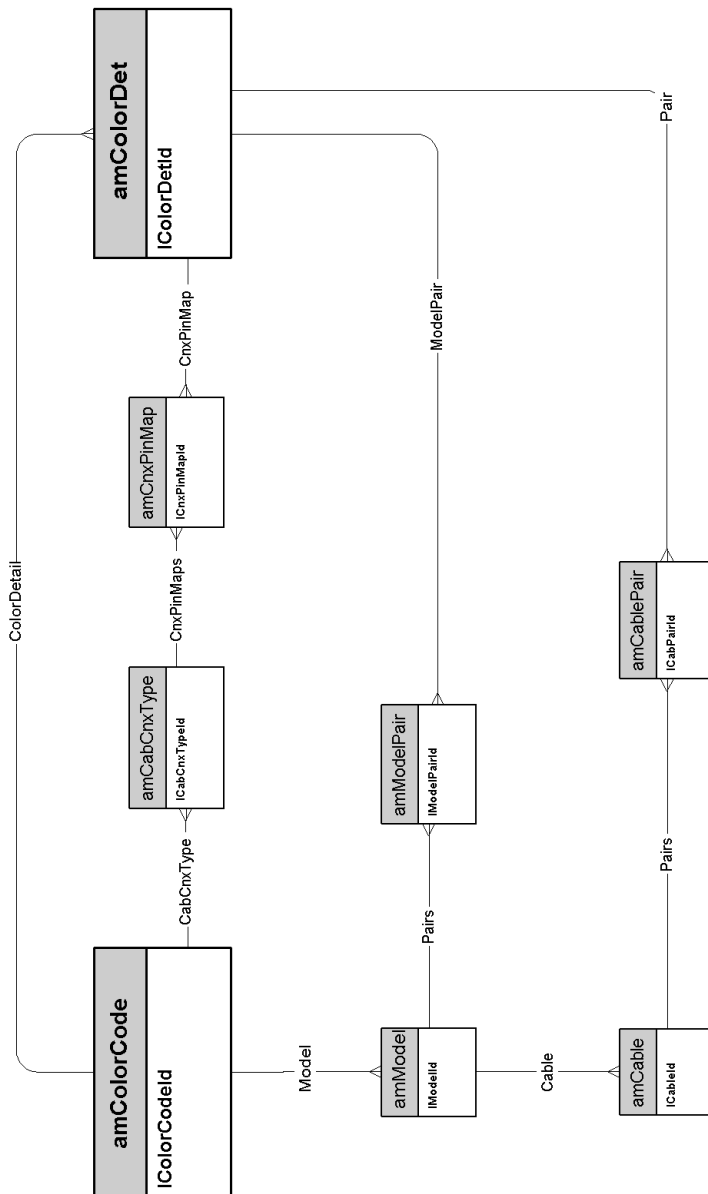 ColorDetail
amColorCode
lColorCodeId
CabCnxType
amCabCnxType
lCabCnxTypeId
CnxPinMaps
amCnxPinMap
lCnxPinMapId
CnxPinMap
amColorDet
lColorDetId
Model
amModel
lModelId
Pairs
amModelPair
lModelPairId
ModelPair
Cable
amCable
lCableId
Pairs
amCablePair
lCabPairId
Pair